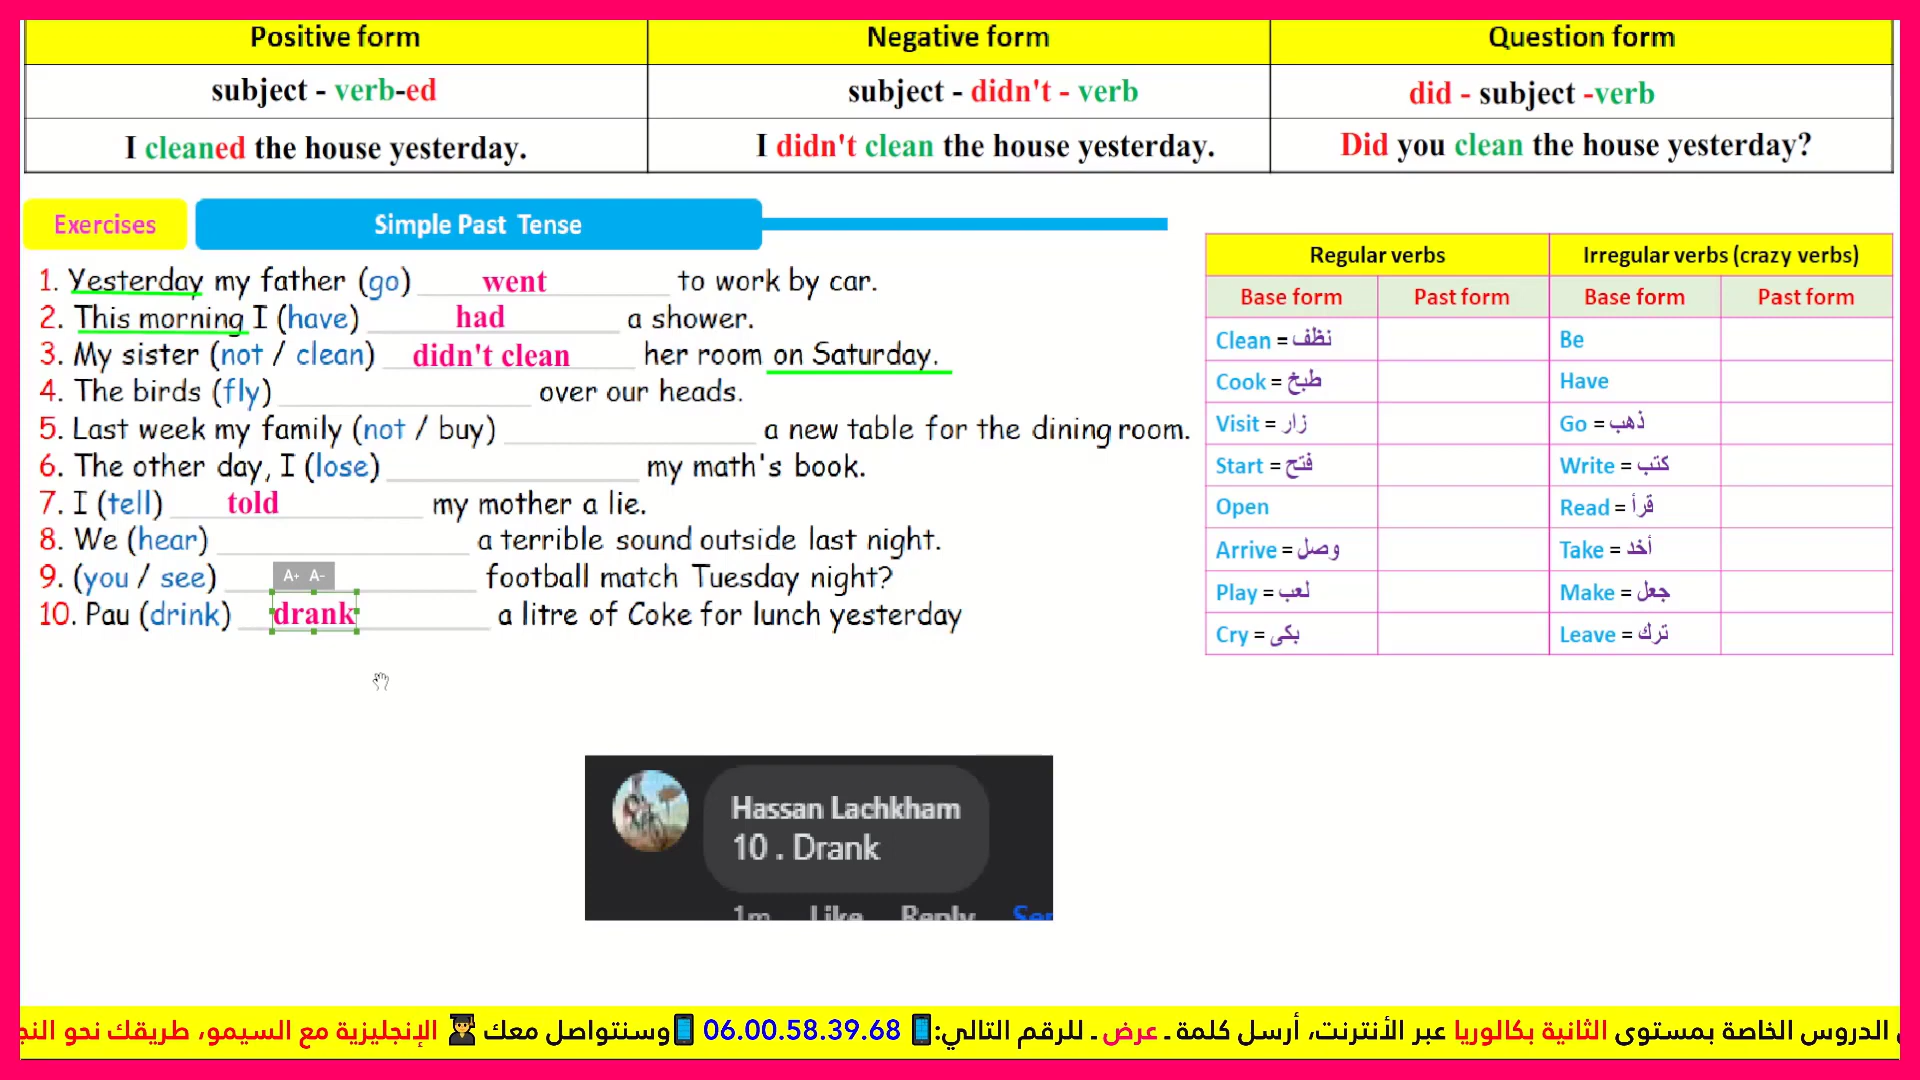 Positive form
Negative form
Question form
subject - verb-ed
subject - didn't - verb
did - subject -verb
I cleaned the house yesterday.
I didn't clean the house yesterday.
Did you clean the house yesterday?
Exercises
Simple Past Tense
1. Yesterday my father (go) went to work by car.
2. This morning I (have) had a shower.
3. My sister (not / clean) didn't clean her room on Saturday.
4. The birds (fly) over our heads.
5. Last week my family (not / buy) a new table for the dining room.
6. The other day, I (lose) my math's book.
7. I (tell) told my mother a lie.
8. We (hear) a terrible sound outside last night.
9. (you / see) football match Tuesday night?
A+ A-
10. Pau (drink) drank a litre of Coke for lunch yesterday
Regular verbs
Irregular verbs (crazy verbs)
Base form
Past form
Base form
Past form
Clean = نظف
Be
Cook = طبخ
Have
Visit = زار
Go = ذهب
Start = فتح
Write = كتب
Open
Read = قرأ
Arrive = وصل
Take = أخد
Play = لعب
Make = جعل
Cry = بكى
Leave = ترك
Hassan Lachkham
10 . Drank
1m Like Reply
الدروس الخاصة بمستوى الثانية بكالوريا عبر الأنترنت، أرسل كلمة ـ عرض ـ للرقم التالي: 06.00.58.39.68 وسنتواصل معك الإنجليزية مع السيمو، طريقك نحو